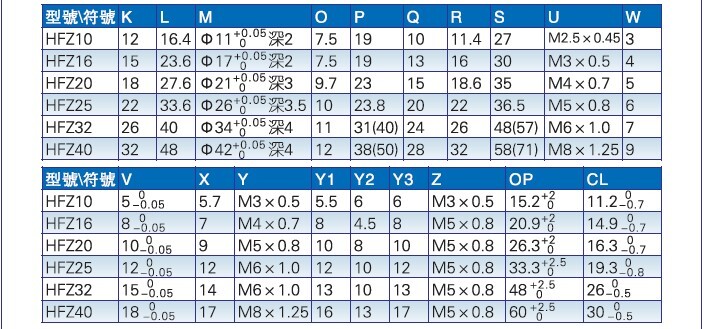 型號\符號 K L M O P Q R S U W
HFZ10 12 16.4 Φ11+0.05 0 深2 7.5 19 10 11.4 27 M2.5×0.45 3
HFZ16 15 23.6 Φ17+0.05 0 深2 7.5 19 13 16 30 M3×0.5 4
HFZ20 18 27.6 Φ21+0.05 0 深3 9.7 23 15 18.6 35 M4×0.7 5
HFZ25 22 33.6 Φ26+0.05 0 深3.5 10 23.8 20 22 36.5 M5×0.8 6
HFZ32 26 40 Φ34+0.05 0 深4 11 31(40) 24 26 48(57) M6×1.0 7
HFZ40 32 48 Φ42+0.05 0 深4 12 38(50) 28 32 58(71) M8×1.25 9
型號\符號 V X Y Y1 Y2 Y3 Z OP CL
HFZ10 5 0 -0.05 5.7 M3×0.5 5.5 6 6 M3×0.5 15.2+2 0 11.2 0 -0.7
HFZ16 8 0 -0.05 7 M4×0.7 8 4.5 8 M5×0.8 20.9+2 0 14.9 0 -0.7
HFZ20 10 0 -0.05 9 M5×0.8 10 8 10 M5×0.8 26.3+2 0 16.3 0 -0.7
HFZ25 12 0 -0.05 12 M6×1.0 12 10 12 M5×0.8 33.3+2.5 0 19.3 0 -0.8
HFZ32 15 0 -0.05 14 M6×1.0 13 10 13 M5×0.8 48+2.5 0 26 0 -0.5
HFZ40 18 0 -0.05 17 M8×1.25 16 13 17 M5×0.8 60+2.5 0 30 0 -0.5